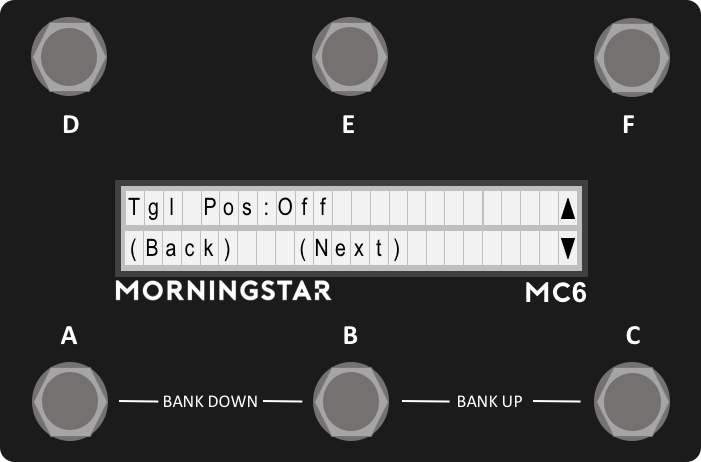 D E F
Tgl Pos:Off ▲
(Back) (Next) ▼
MORNINGSTAR MC6
A B C
BANK DOWN BANK UP